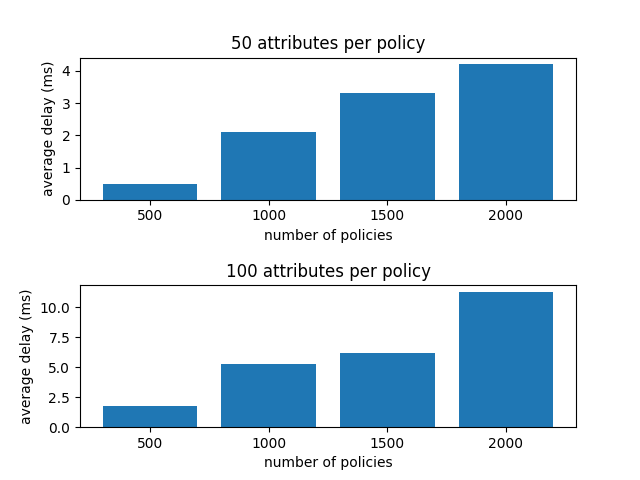 50 attributes per policy
average delay (ms)
4
3
2
1
0
500 1000 1500 2000
number of policies
100 attributes per policy
average delay (ms)
10.0
7.5
5.0
2.5
0.0
500 1000 1500 2000
number of policies